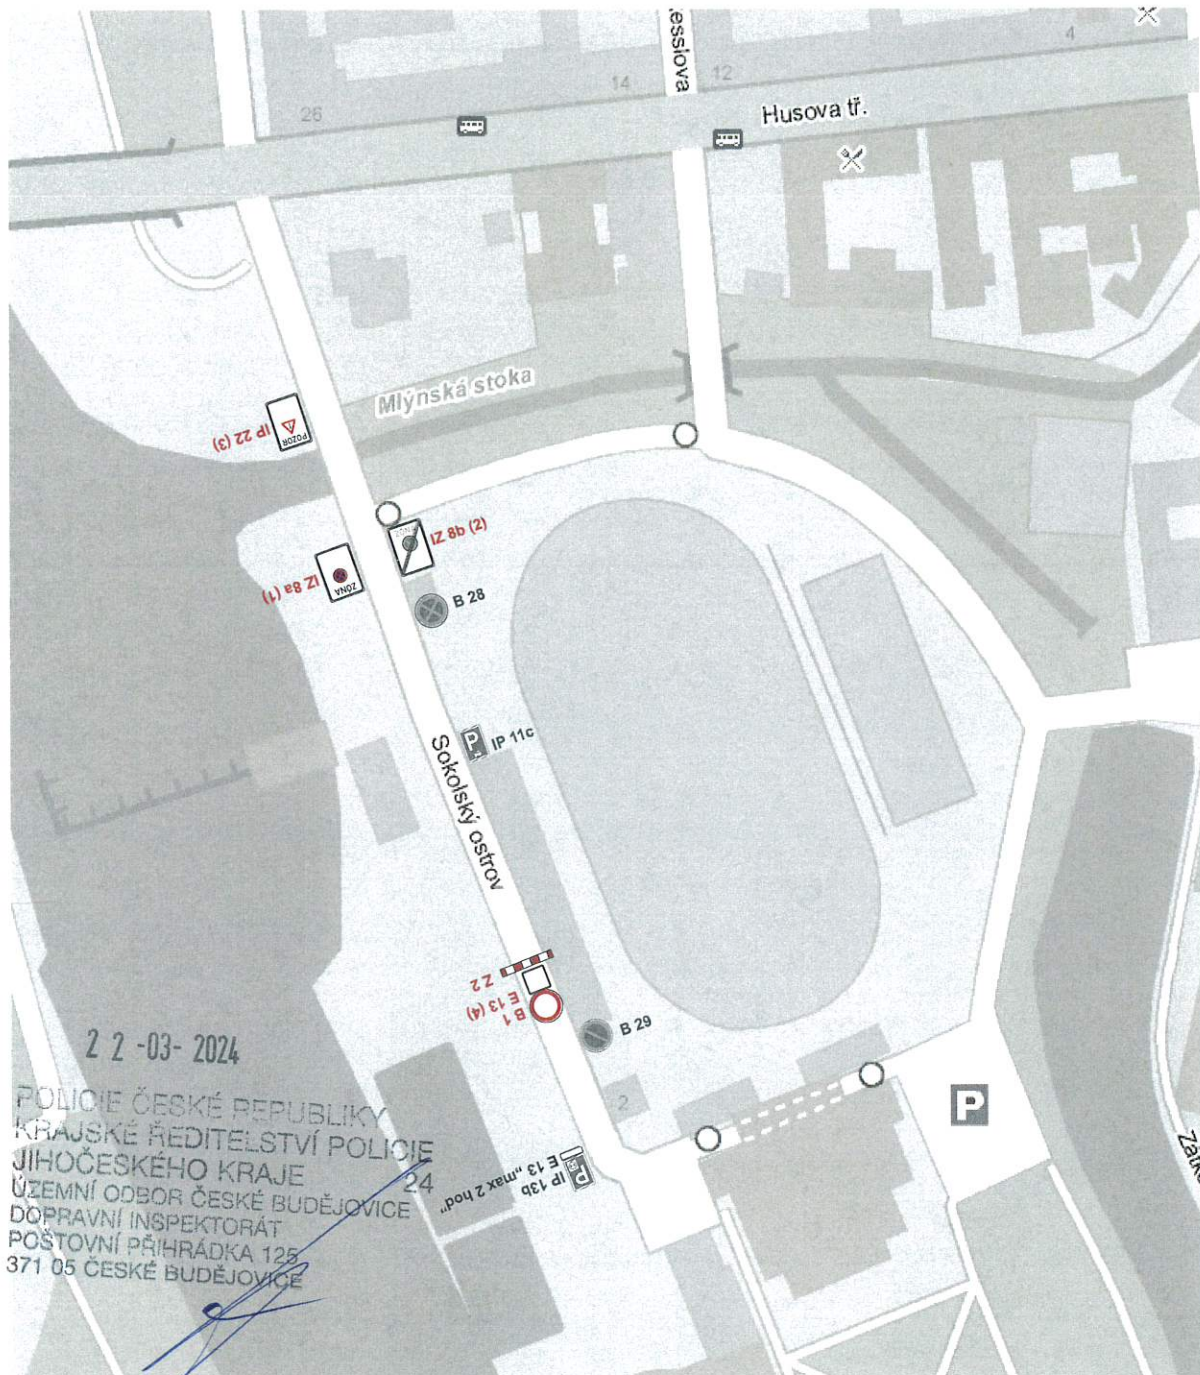 esslova
4
12
14
26
Husova tř.
Mlýnská stoka
POZOR
IP 22 (3)
IZ 8b (2)
ZÓNA
IZ 8a (1)
B 28
P
IP 11c
Sokolský ostrov
Z 2
E 13 (4)
B 1
B 29
2
P
P
IP 13b
E 13 „max 2 hod"
Zátk
22 -03- 2024
POLICIE ČESKÉ REPUBLIKY
KRAJSKÉ ŘEDITELSTVÍ POLICIE
JIHOČESKÉHO KRAJE 24
ÚZEMNÍ ODBOR ČESKÉ BUDĚJOVICE
DOPRAVNÍ INSPEKTORÁT
POŠTOVNÍ PŘIHRÁDKA 125
371 05 ČESKÉ BUDĚJOVICE